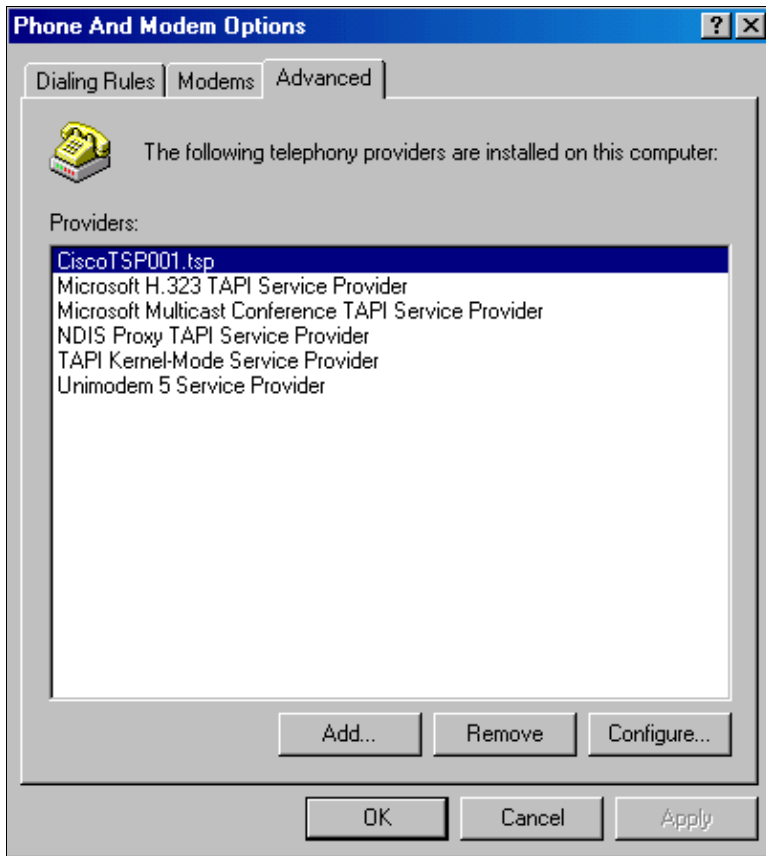 Phone And Modem Options
Dialing Rules Modems Advanced
The following telephony providers are installed on this computer:
Providers:
CiscoTSP001.tsp
Microsoft H.323 TAPI Service Provider
Microsoft Multicast Conference TAPI Service Provider
NDIS Proxy TAPI Service Provider
TAPI Kernel-Mode Service Provider
Unimodem 5 Service Provider
Add... Remove Configure...
OK Cancel Apply